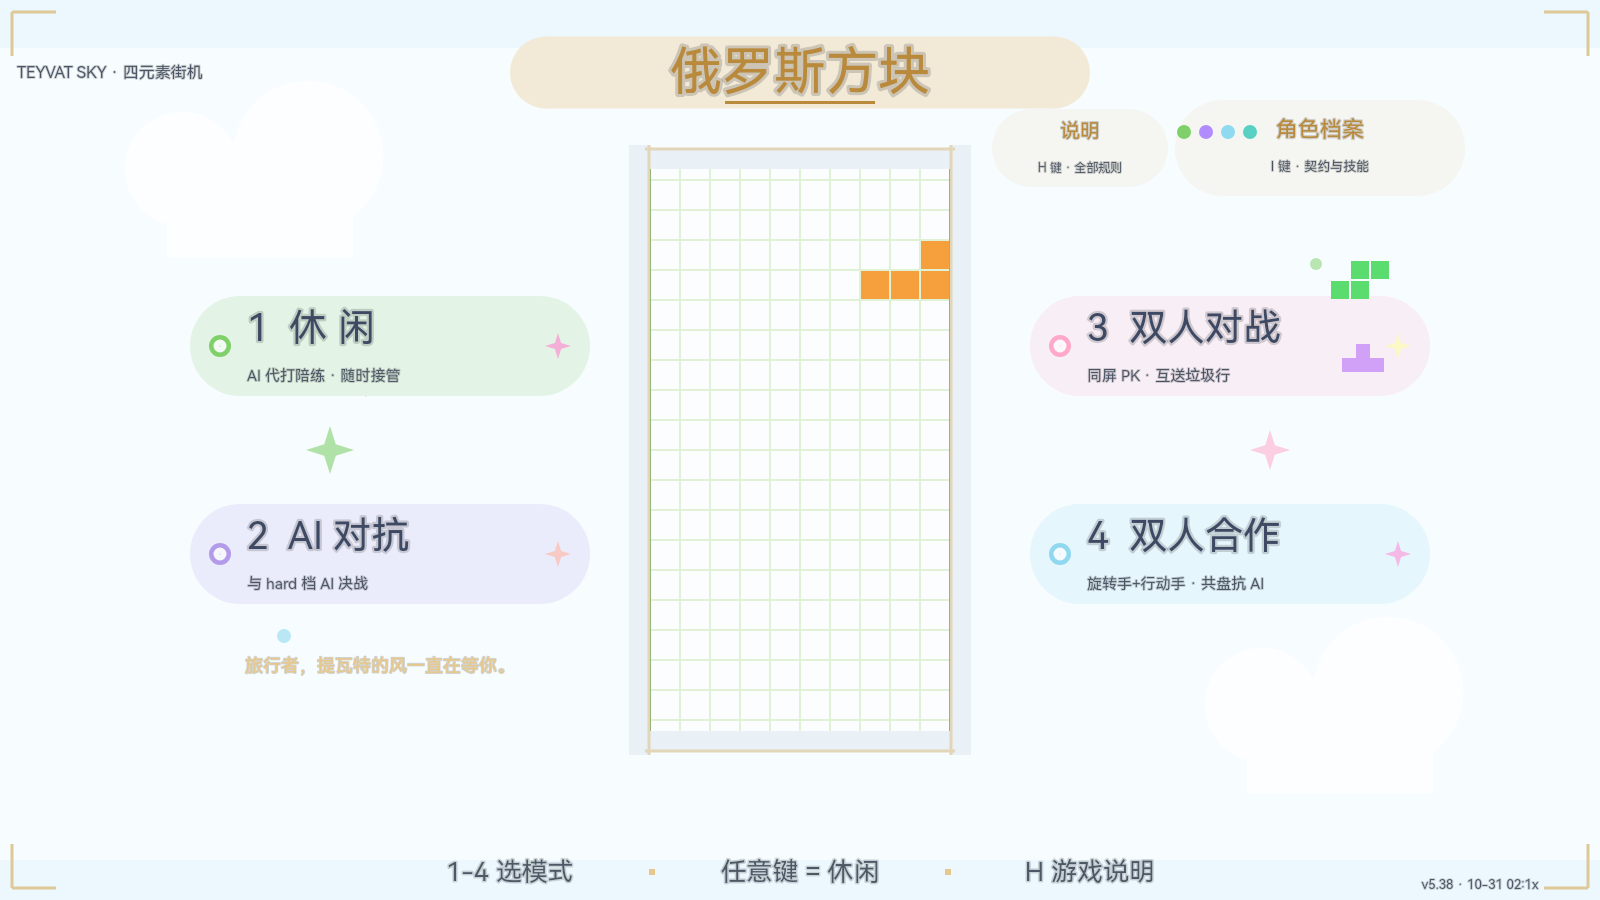 TEYVAT SKY · 四元素街机
俄罗斯方块
说明
H 键 · 全部规则
角色档案
I 键 · 契约与技能
1 休 闲
AI 代打陪练 · 随时接管
2 AI 对抗
与 hard 档 AI 决战
旅行者，提瓦特的风一直在等你。
3 双人对战
同屏 PK · 互送垃圾行
4 双人合作
旋转手+行动手 · 共盘抗 AI
1-4 选模式
任意键 = 休闲
H 游戏说明
v5.38 · 10-31 02:1x